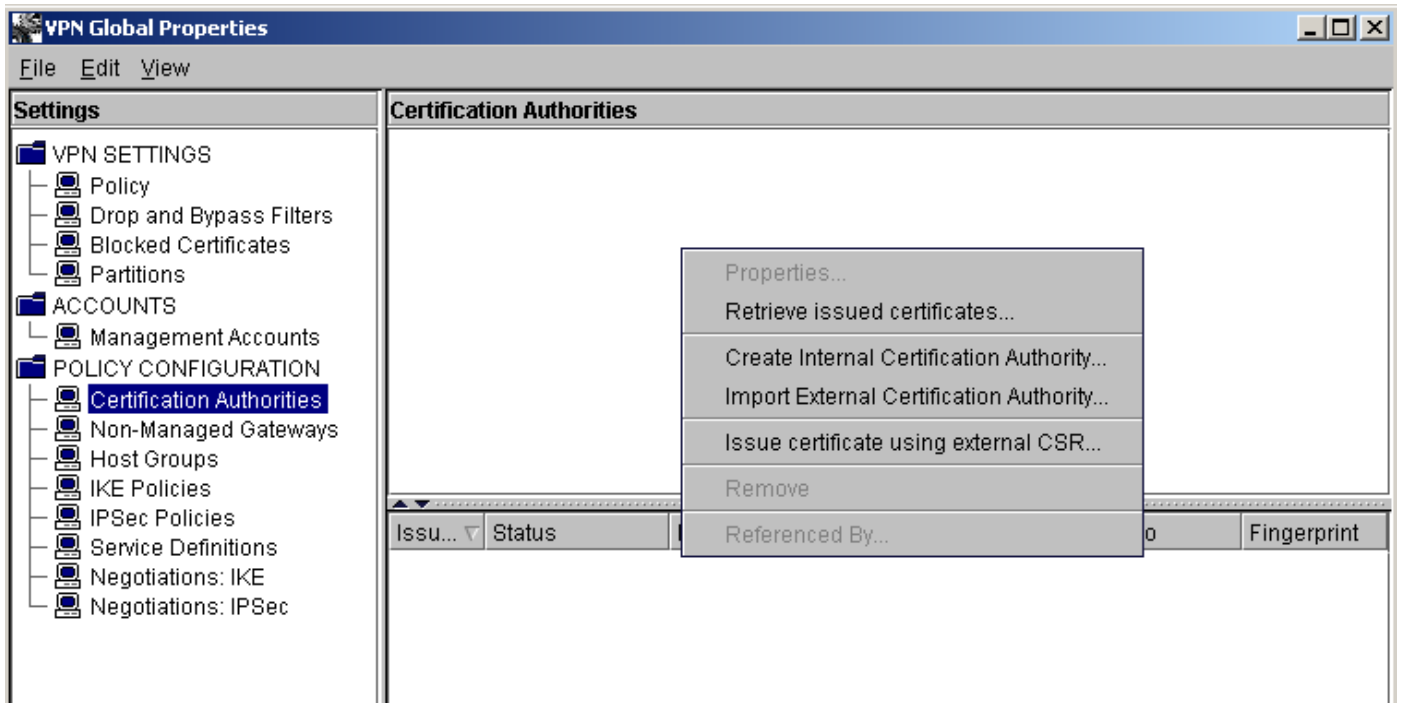 VPN Global Properties
File Edit View
Settings
VPN SETTINGS
Policy
Drop and Bypass Filters
Blocked Certificates
Partitions
ACCOUNTS
Management Accounts
POLICY CONFIGURATION
Certification Authorities
Non-Managed Gateways
Host Groups
IKE Policies
IPSec Policies
Service Definitions
Negotiations: IKE
Negotiations: IPSec
Certification Authorities
Properties...
Retrieve issued certificates...
Create Internal Certification Authority...
Import External Certification Authority...
Issue certificate using external CSR...
Remove
Referenced By...
Issu... Status Fingerprint